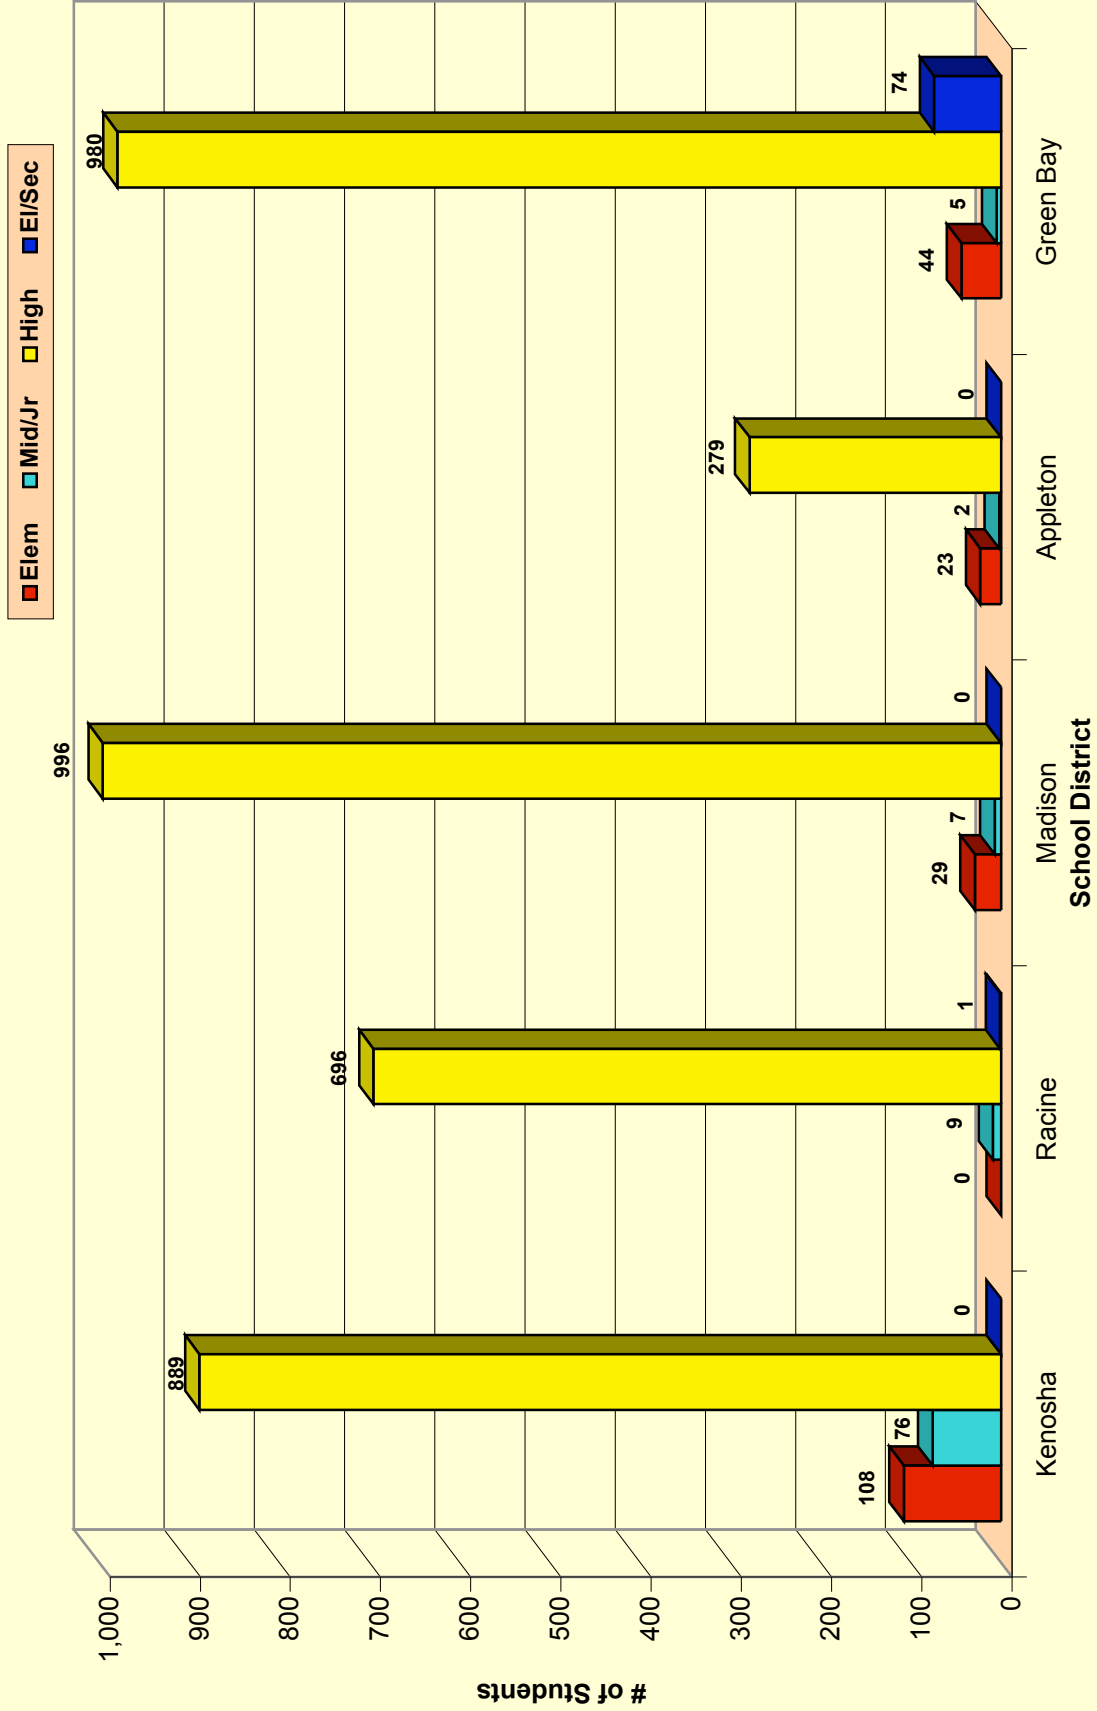 Elem Mid/Jr High El/Sec
# of Students
1,000
900
800
700
600
500
400
300
200
100
0
108 76 889 0
0 9 696 1
29 7 996 0
23 2 279 0
44 5 980 74
Kenosha Racine Madison Appleton Green Bay
School District